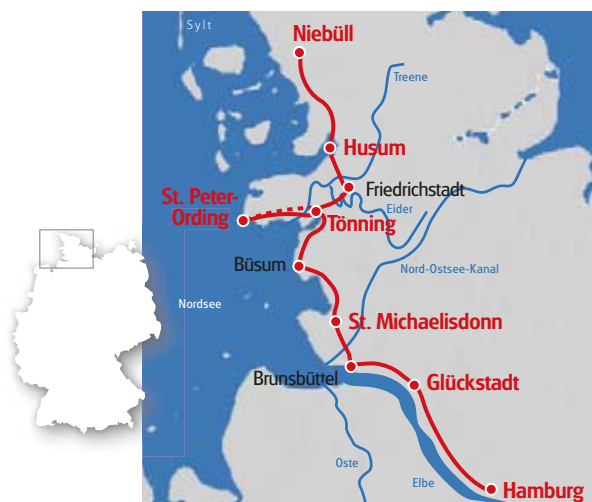 Sylt
Niebüll
Treene
Husum
Friedrichstadt
St. Peter-
Ording
Tönning
Eider
Büsum
Nord-Ostsee-Kanal
Nordsee
St. Michaelisdonn
Brunsbüttel
Glückstadt
Oste
Elbe
Hamburg